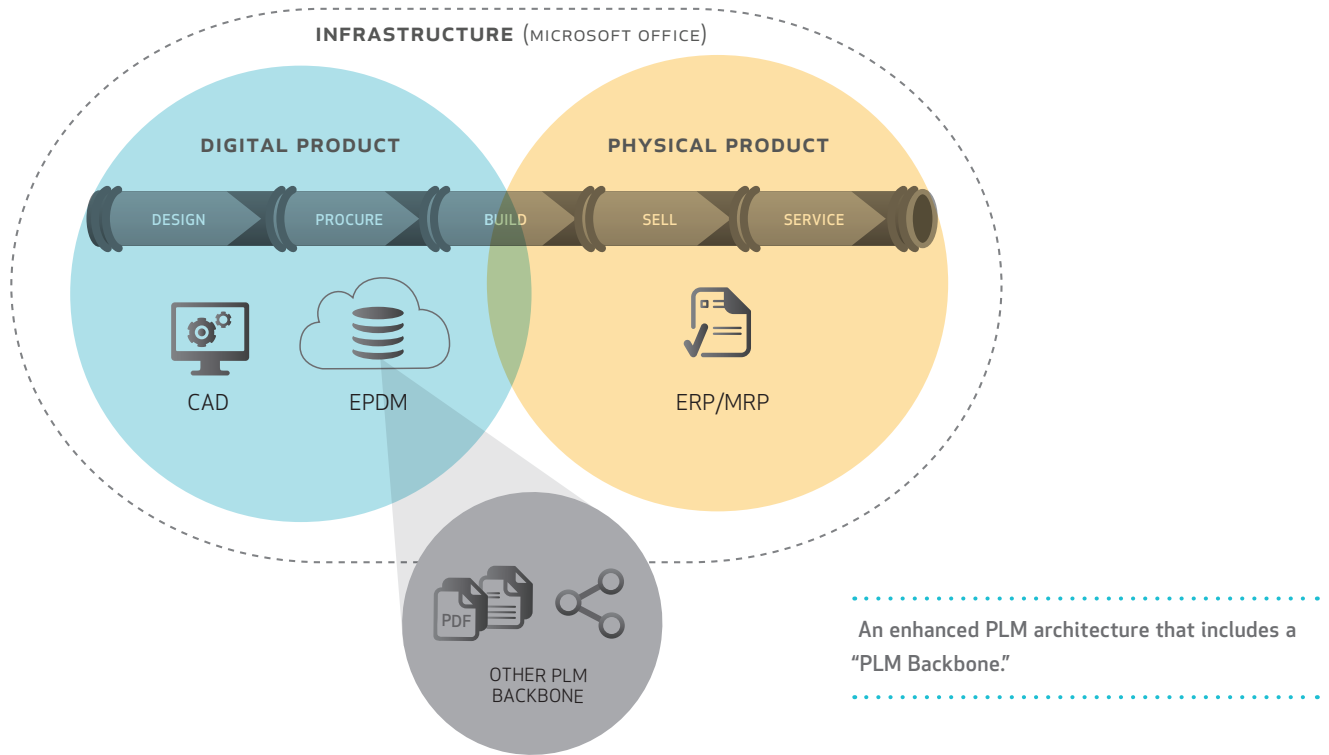 INFRASTRUCTURE (MICROSOFT OFFICE)
DIGITAL PRODUCT
PHYSICAL PRODUCT
DESIGN
PROCURE
BUILD
SELL
SERVICE
CAD
EPDM
ERP/MRP
PDF
OTHER PLM
BACKBONE
An enhanced PLM architecture that includes a
“PLM Backbone.”